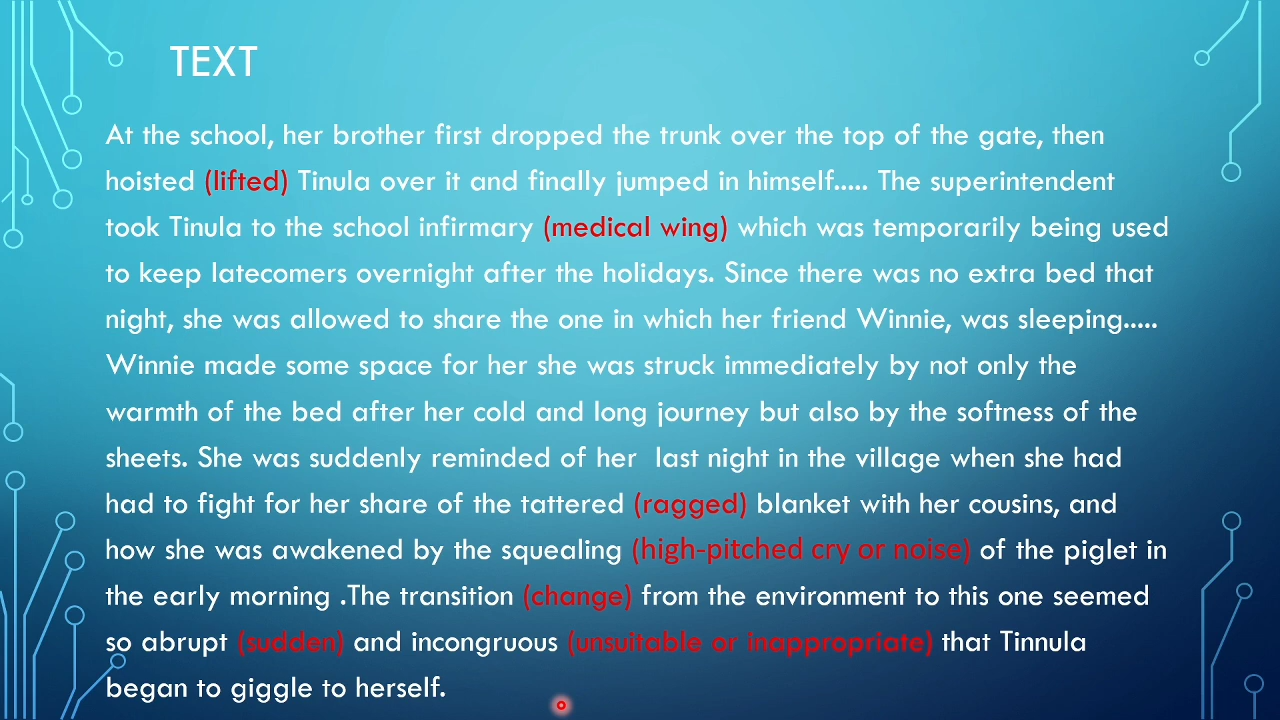 TEXT
At the school, her brother first dropped the trunk over the top of the gate, then
hoisted (lifted) Tinula over it and finally jumped in himself..... The superintendent
took Tinula to the school infirmary (medical wing) which was temporarily being used
to keep latecomers overnight after the holidays. Since there was no extra bed that
night, she was allowed to share the one in which her friend Winnie, was sleeping.....
Winnie made some space for her she was struck immediately by not only the
warmth of the bed after her cold and long journey but also by the softness of the
sheets. She was suddenly reminded of her  last night in the village when she had
had to fight for her share of the tattered (ragged) blanket with her cousins, and
how she was awakened by the squealing (high-pitched cry or noise) of the piglet in
the early morning .The transition (change) from the environment to this one seemed
so abrupt (sudden) and incongruous (unsuitable or inappropriate) that Tinnula
began to giggle to herself.